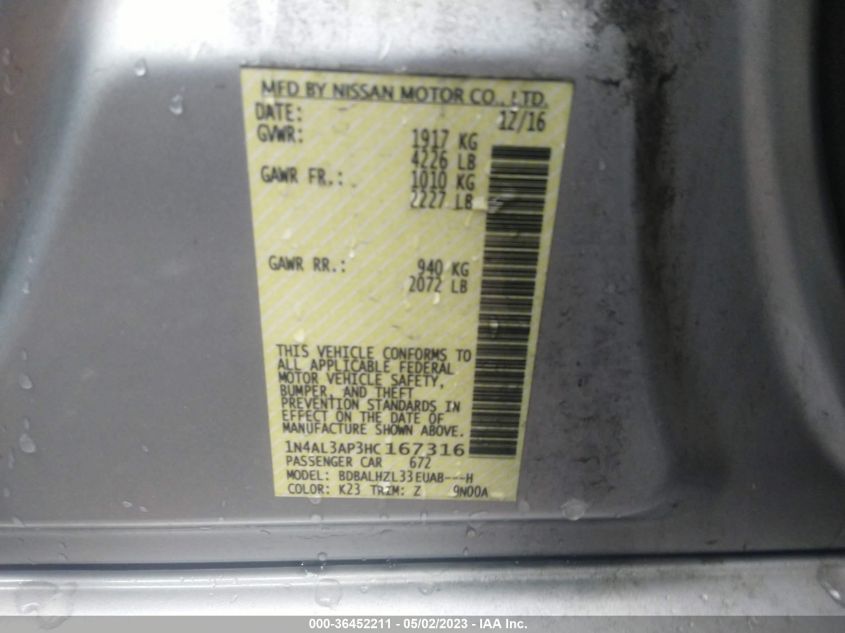 MFD BY NISSAN MOTOR CO., LTD.
DATE: 12/16
GVWR: 1917 KG
4226 LB
GAWR FR.: 1010 KG
2227 LB
GAWR RR.: 940 KG
2072 LB
THIS VEHICLE CONFORMS TO
ALL APPLICABLE FEDERAL
MOTOR VEHICLE SAFETY,
BUMPER, AND THEFT
PREVENTION STANDARDS IN
EFFECT ON THE DATE OF
MANUFACTURE SHOWN ABOVE.
1N4AL3AP3HC167316
PASSENGER CAR 672
MODEL: BDBALHZL33EUAB---H
COLOR: K23 TRIM: Z 9N00A
000-36452211 - 05/02/2023 - IAA Inc.